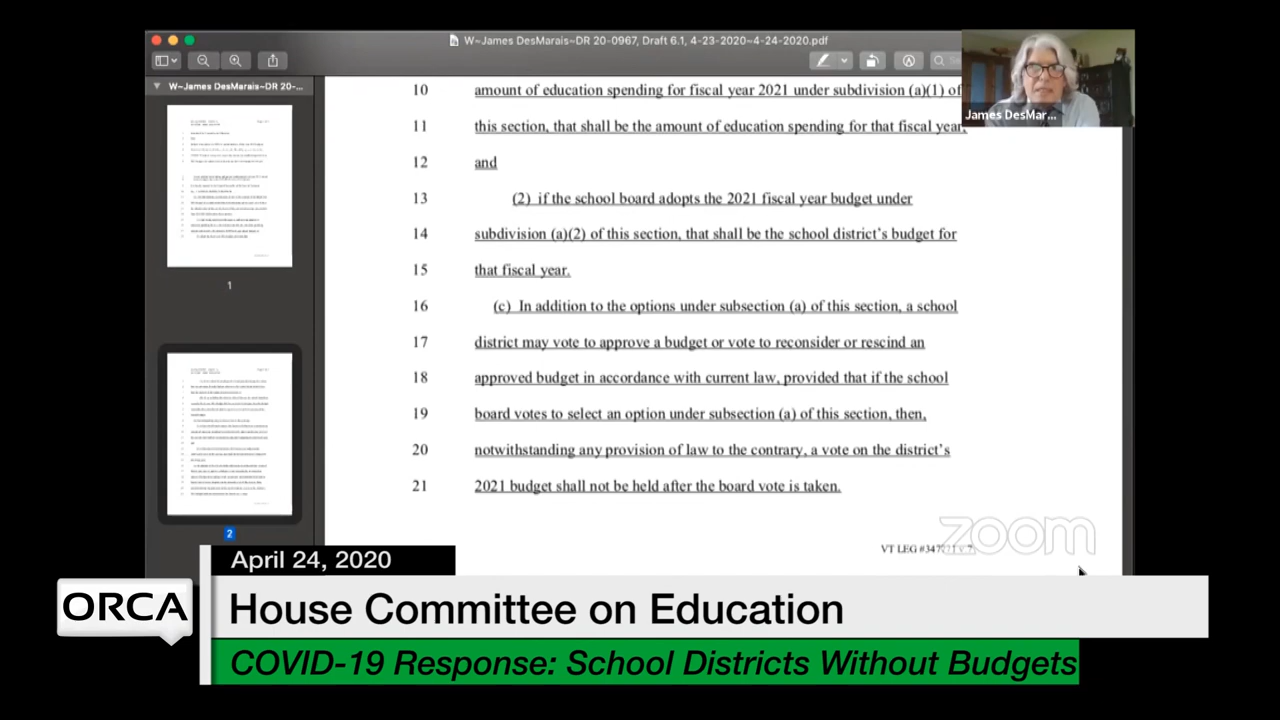 W~James DesMarais~DR 20-0967, Draft 6.1, 4-23-2020~4-24-2020.pdf
W~James DesMarais~DR 20-...
James DesMar...
10 amount of education spending for fiscal year 2021 under subdivision (a)(1) of
11 this section, that shall be its amount of education spending for that fiscal year;
12 and
13 (2) if the school board adopts the 2021 fiscal year budget under
14 subdivision (a)(2) of this section, that shall be the school district's budget for
15 that fiscal year.
16 (c) In addition to the options under subsection (a) of this section, a school
17 district may vote to approve a budget or vote to reconsider or rescind an
18 approved budget in accordance with current law, provided that if the school
19 board votes to select an option under subsection (a) of this section then,
20 notwithstanding any provision of law to the contrary, a vote on the district's
21 budget shall not be held after the board vote is taken.
1
2
zoom
VT LEG
April 24, 2020
ORCA
House Committee on Education
COVID-19 Response: School Districts Without Budgets